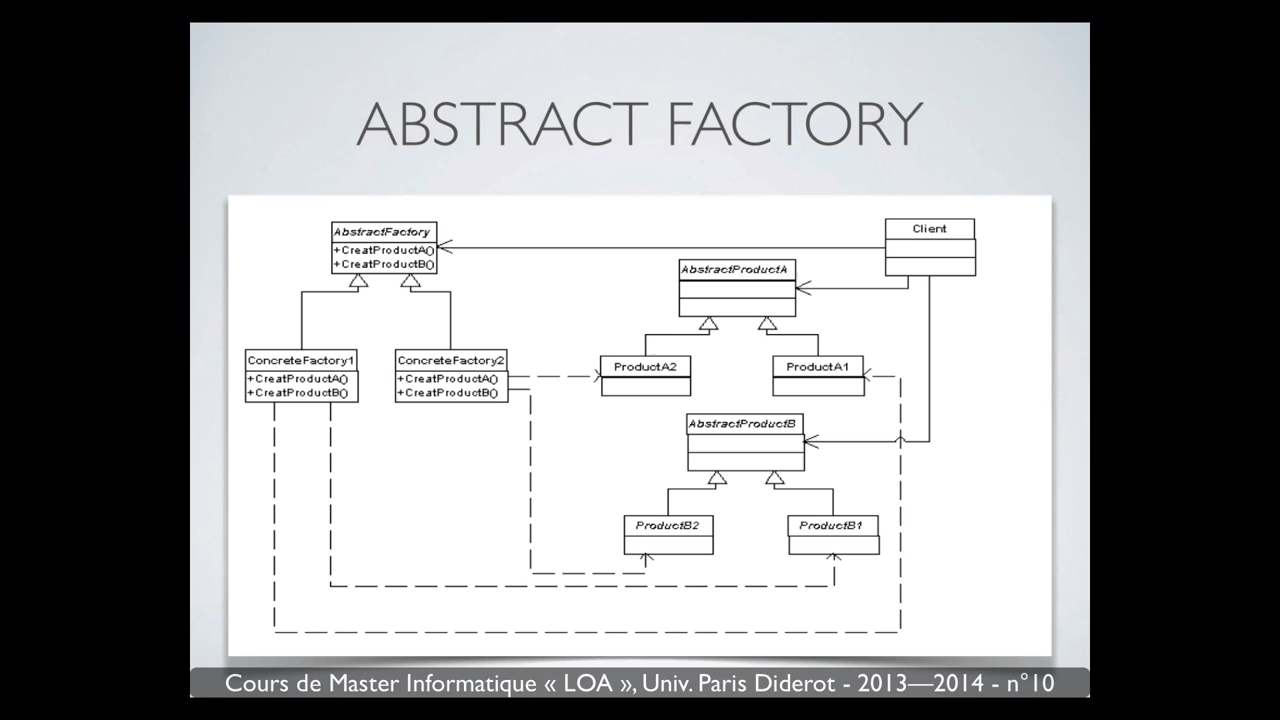 ABSTRACT FACTORY
AbstractFactory
+CreatProductA()
+CreatProductB()
Client
AbstractProductA
ConcreteFactory1
+CreatProductA()
+CreatProductB()
ConcreteFactory2
+CreatProductA()
+CreatProductB()
ProductA2
ProductA1
AbstractProductB
ProductB2
ProductB1
Cours de Master Informatique « LOA », Univ. Paris Diderot - 2013—2014 - n°10